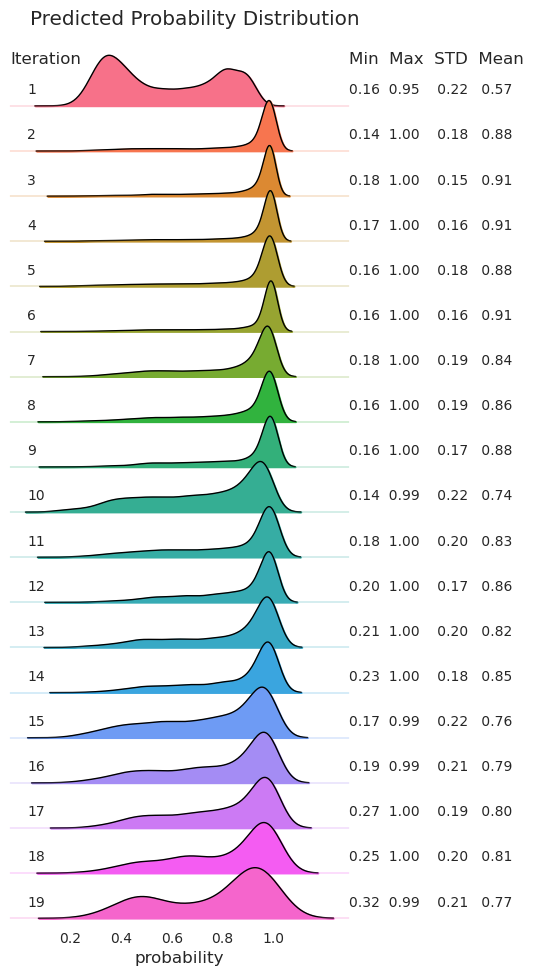 Predicted Probability Distribution
Iteration Min Max STD Mean
1 0.16 0.95 0.22 0.57
2 0.14 1.00 0.18 0.88
3 0.18 1.00 0.15 0.91
4 0.17 1.00 0.16 0.91
5 0.16 1.00 0.18 0.88
6 0.16 1.00 0.16 0.91
7 0.18 1.00 0.19 0.84
8 0.16 1.00 0.19 0.86
9 0.16 1.00 0.17 0.88
10 0.14 0.99 0.22 0.74
11 0.18 1.00 0.20 0.83
12 0.20 1.00 0.17 0.86
13 0.21 1.00 0.20 0.82
14 0.23 1.00 0.18 0.85
15 0.17 0.99 0.22 0.76
16 0.19 0.99 0.21 0.79
17 0.27 1.00 0.19 0.80
18 0.25 1.00 0.20 0.81
19 0.32 0.99 0.21 0.77
0.2 0.4 0.6 0.8 1.0
probability